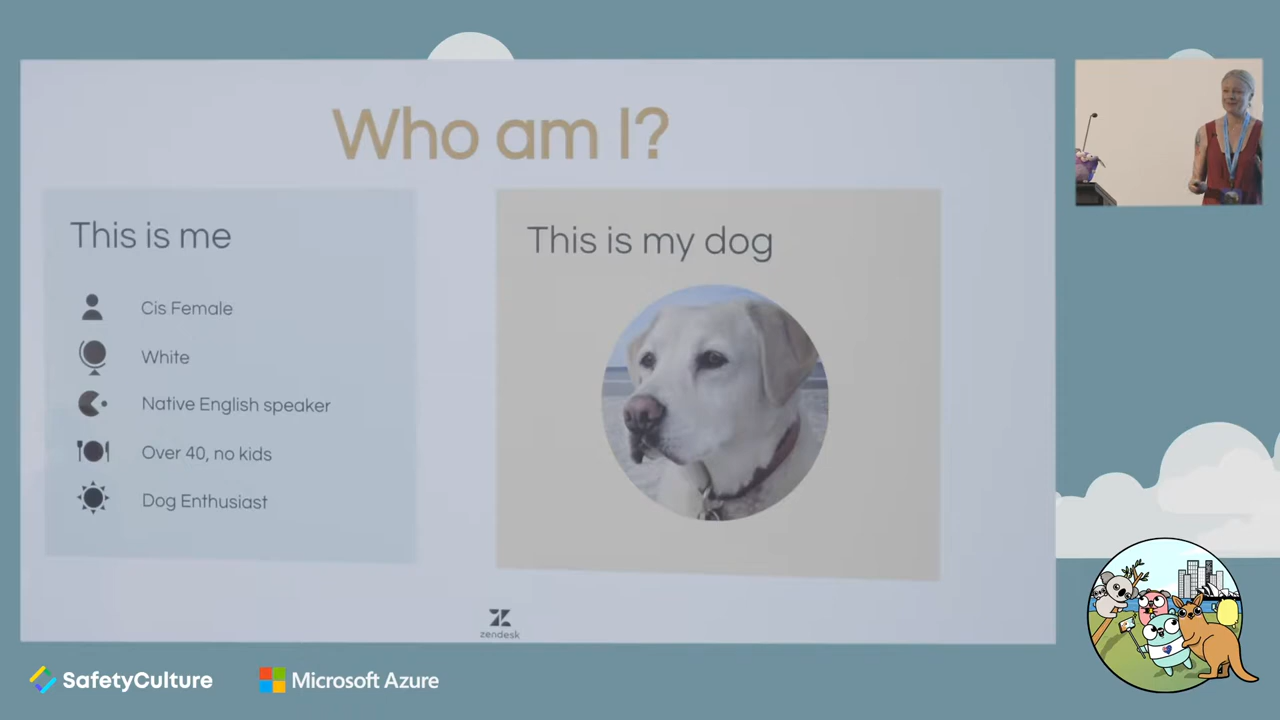 Who am I?
This is me
Cis Female
White
Native English speaker
Over 40, no kids
Dog Enthusiast
This is my dog
zendesk
SafetyCulture
Microsoft Azure